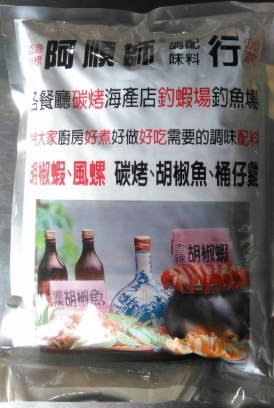 阿順師 調配味料 行
各餐廳碳烤海產店釣蝦場釣魚場
給大家廚房好煮好做好吃需要的調味配料
胡椒蝦、風螺 碳烤、胡椒魚、桶仔雞
胡椒魚
香辣胡椒蝦